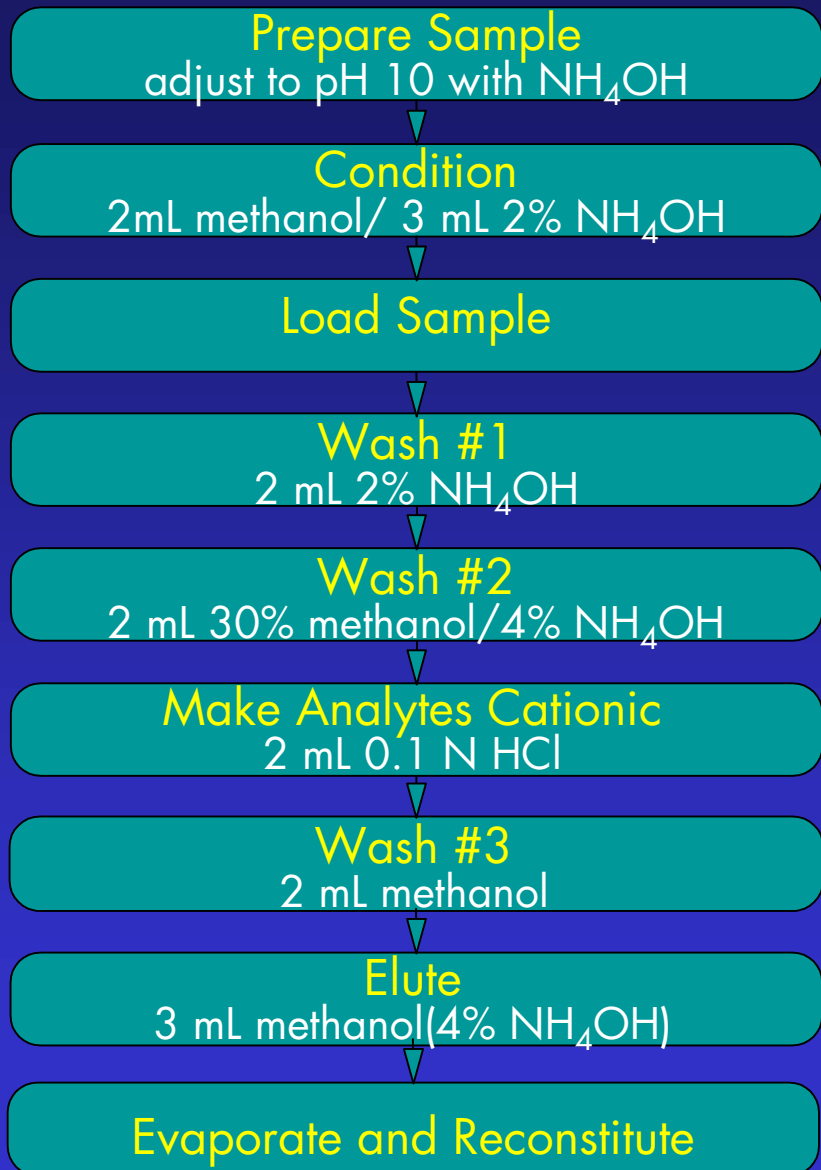 Prepare Sample
adjust to pH 10 with NH₄OH
Condition
2mL methanol/ 3 mL 2% NH₄OH
Load Sample
Wash #1
2 mL 2% NH₄OH
Wash #2
2 mL 30% methanol/4% NH₄OH
Make Analytes Cationic
2 mL 0.1 N HCl
Wash #3
2 mL methanol
Elute
3 mL methanol(4% NH₄OH)
Evaporate and Reconstitute